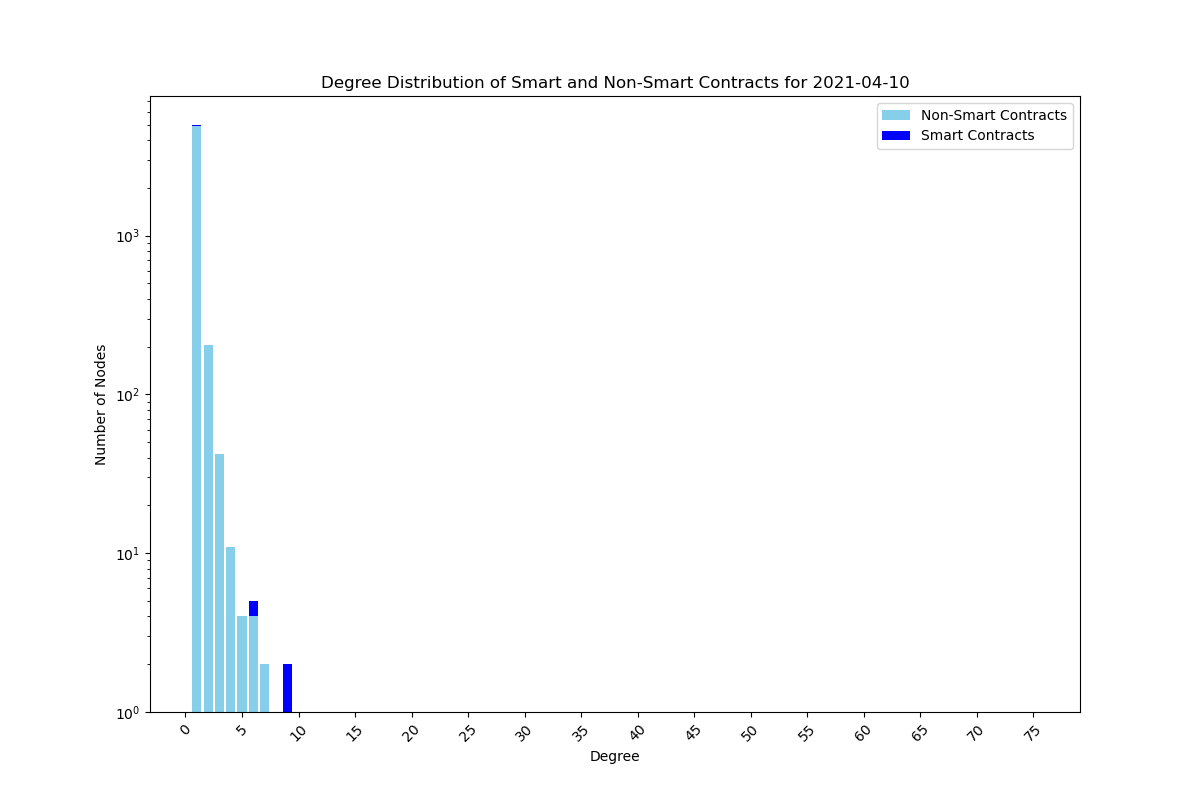 Degree Distribution of Smart and Non-Smart Contracts for 2021-04-10
Non-Smart Contracts
Smart Contracts
Number of Nodes
10³
10²
10¹
10⁰
0 5 10 15 20 25 30 35 40 45 50 55 60 65 70 75
Degree